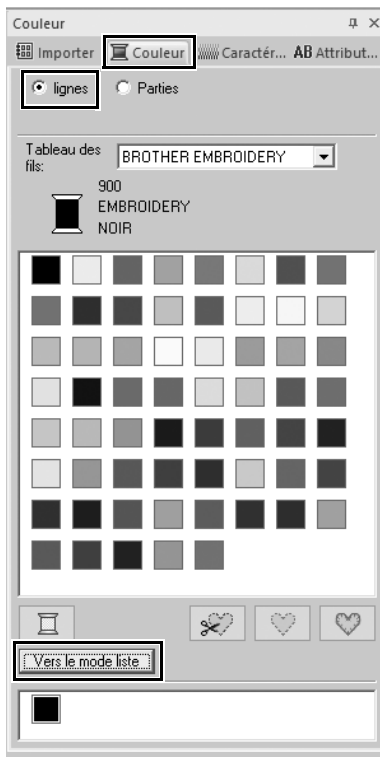 Couleur
Importer Couleur Caractér... AB Attribut...
lignes Parties
Tableau des fils: BROTHER EMBROIDERY
900
EMBROIDERY
NOIR
Vers le mode liste